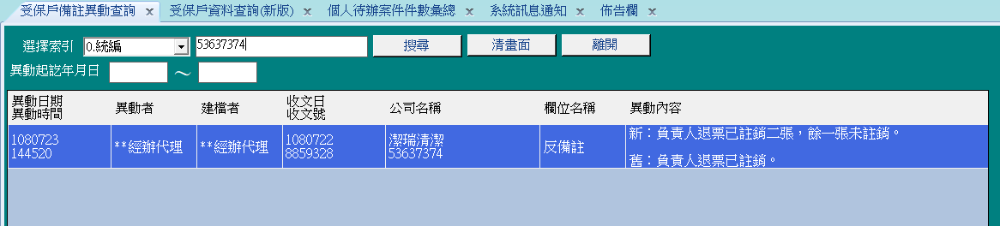 受保戶備註異動查詢 x 受保戶資料查詢(新版) x 個人待辦案件件數彙總 x 系統訊息通知 x 佈告欄 x
選擇索引 0.統編 53637374 搜尋 清畫面 離開
異動起訖年月日 ～
異動日期 異動者 建檔者 收文日 公司名稱 欄位名稱 異動內容
異動時間 收文號
1080723 **經辦代理 **經辦代理 1080722 潔瑞清潔 反備註 新：負責人退票已註銷二張，餘一張未註銷。
144520 8859328 53637374
舊：負責人退票已註銷。